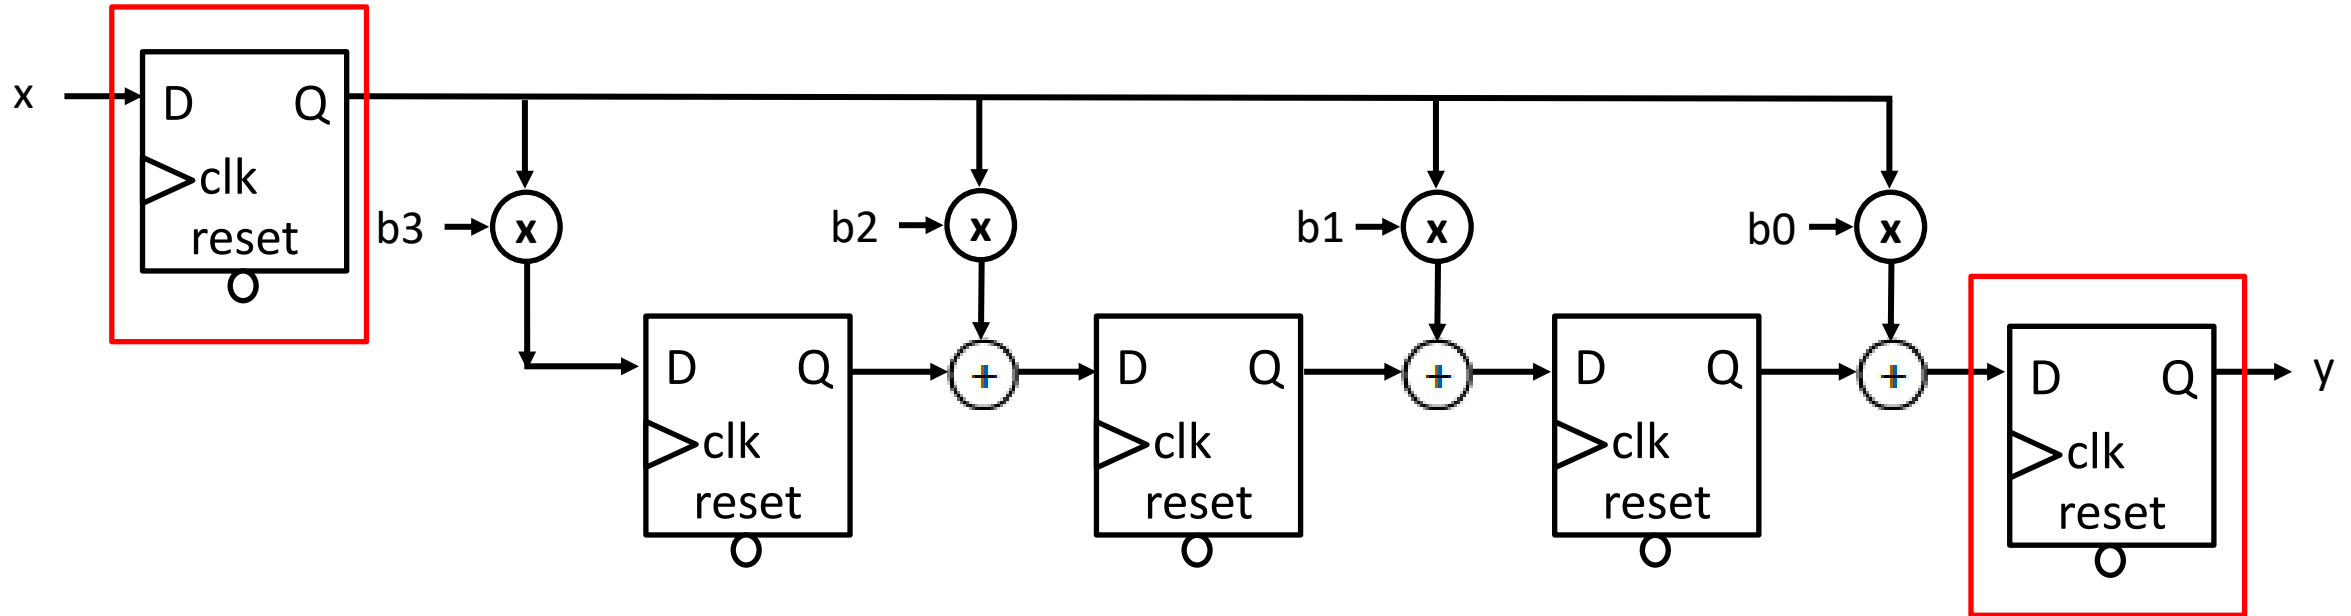 x
D Q
clk
reset
b3
x
b2
x
b1
x
b0
x
D Q
clk
reset
+
D Q
clk
reset
+
D Q
clk
reset
+
D Q
clk
reset
y